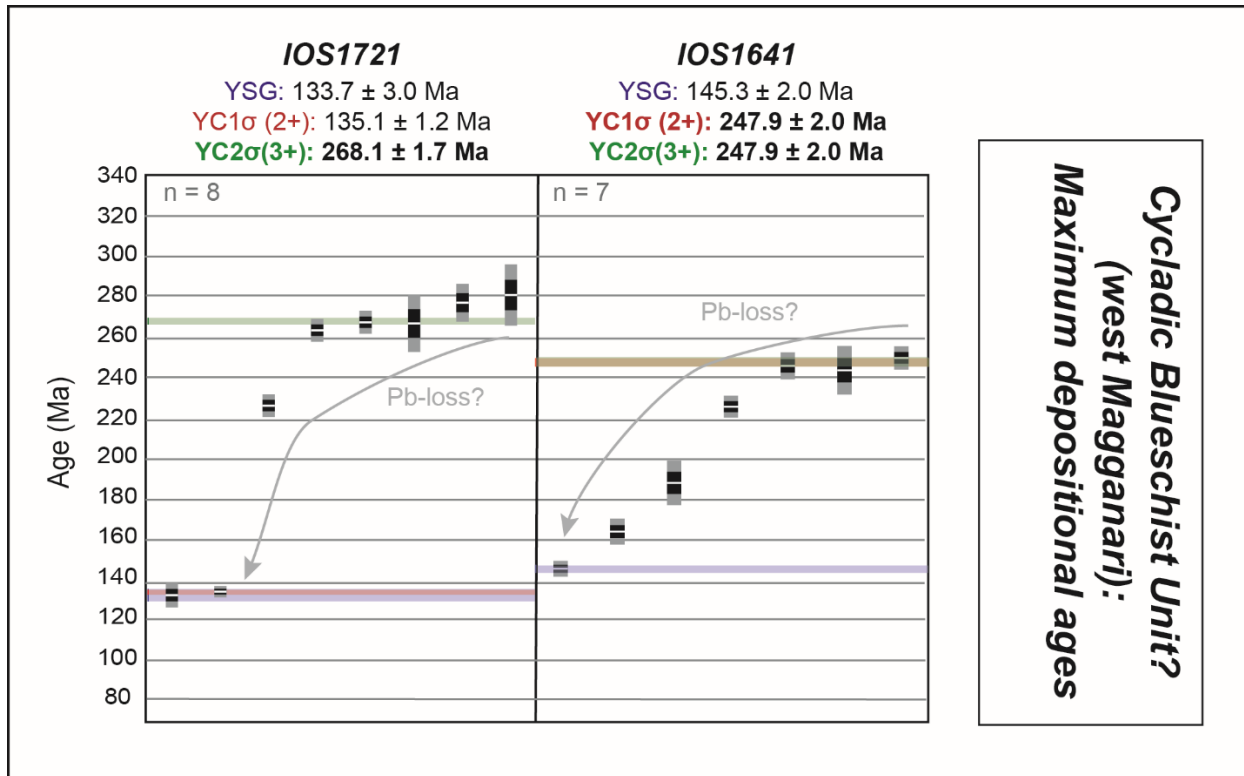 IOS1721
YSG: 133.7 ± 3.0 Ma
YC1σ (2+): 135.1 ± 1.2 Ma
YC2σ(3+): 268.1 ± 1.7 Ma
IOS1641
YSG: 145.3 ± 2.0 Ma
YC1σ (2+): 247.9 ± 2.0 Ma
YC2σ(3+): 247.9 ± 2.0 Ma
Age (Ma)
340
320
300
280
260
240
220
200
180
160
140
120
100
80
n = 8
Pb-loss?
n = 7
Pb-loss?
Cycladic Blueschist Unit?
(west Magganari):
Maximum depositional ages